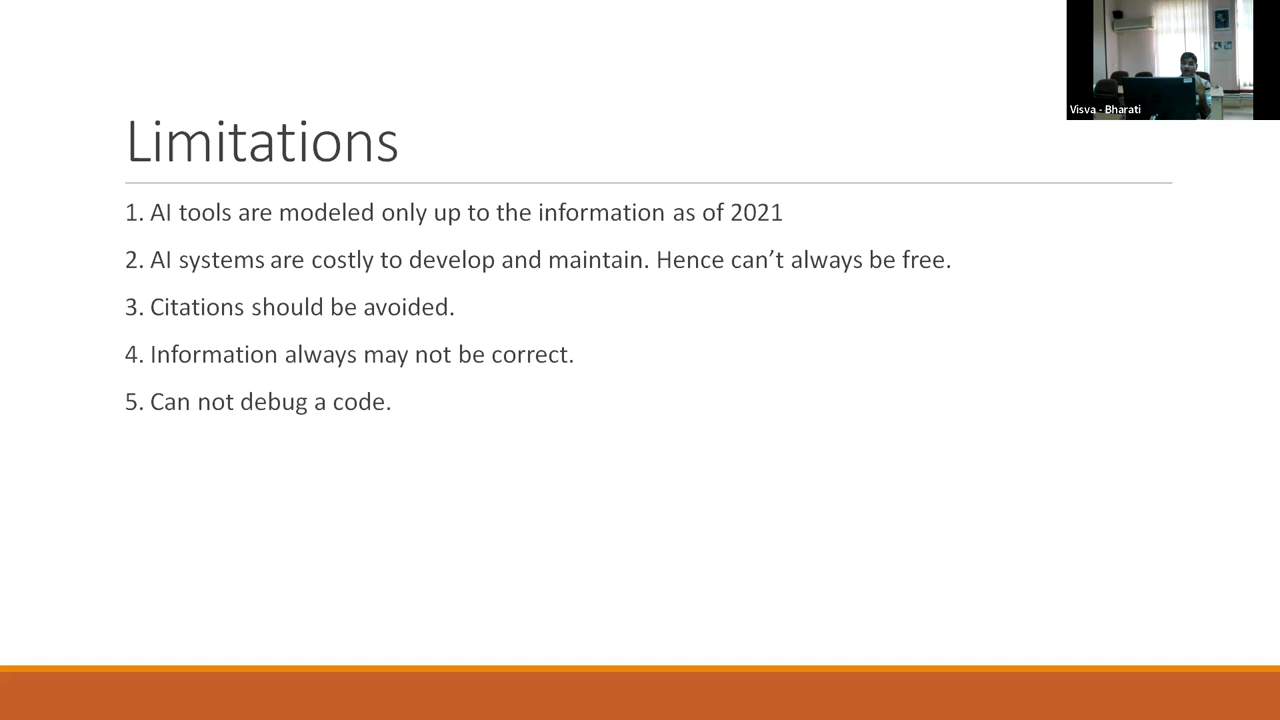 Visva - Bharati
Limitations
1. AI tools are modeled only up to the information as of 2021
2. AI systems are costly to develop and maintain. Hence can’t always be free.
3. Citations should be avoided.
4. Information always may not be correct.
5. Can not debug a code.